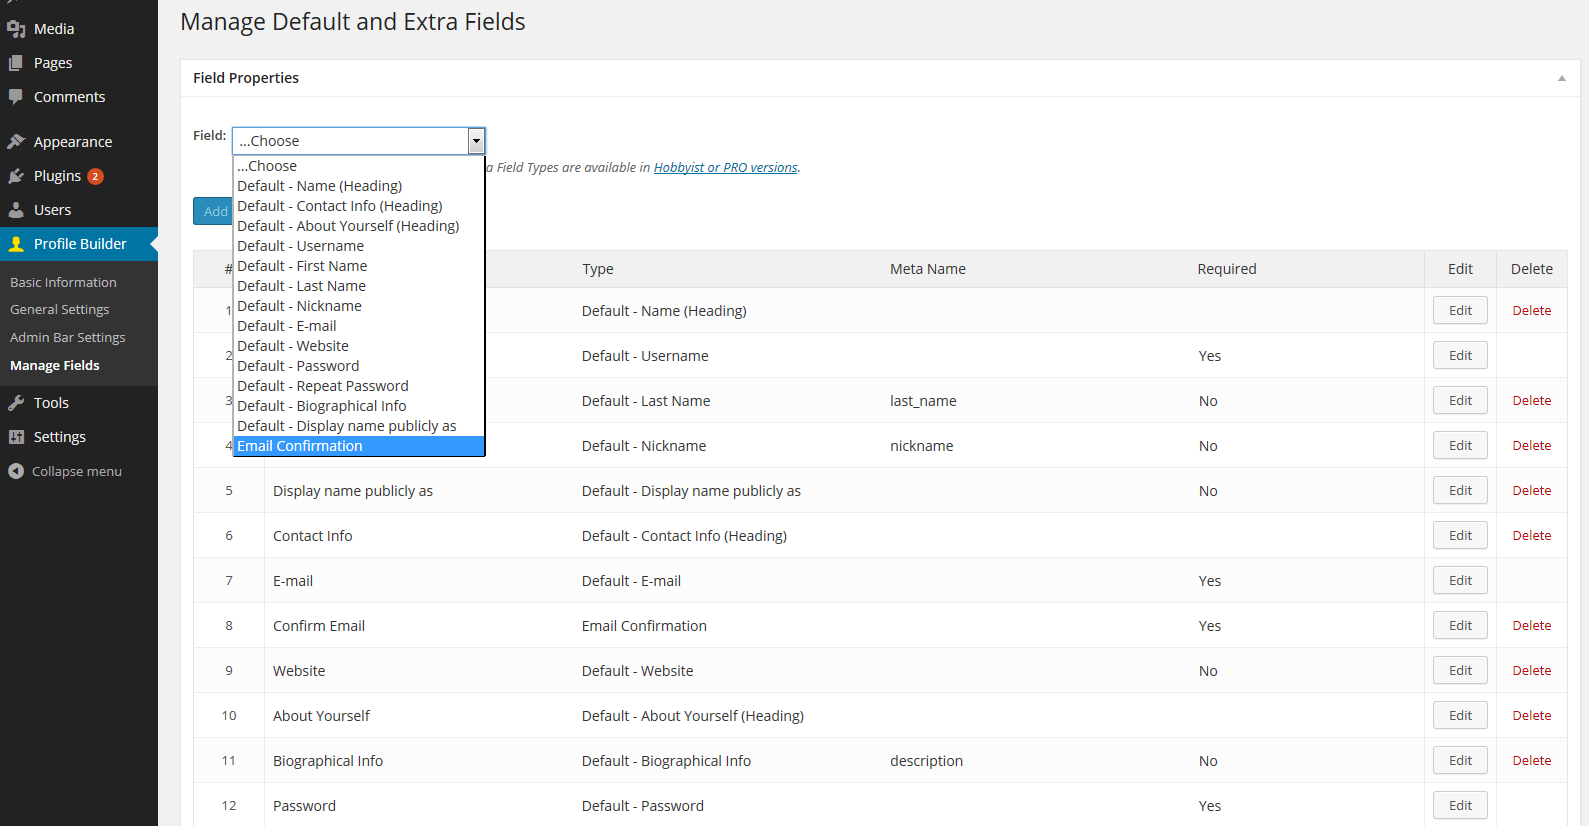 Manage Default and Extra Fields
Media
Pages
Comments
Appearance
Plugins 2
Users
Profile Builder
Basic Information
General Settings
Admin Bar Settings
Manage Fields
Tools
Settings
Collapse menu
Field Properties
Field: ...Choose
...Choose
Default - Name (Heading)
Default - Contact Info (Heading)
Default - About Yourself (Heading)
Default - Username
Default - First Name
Default - Last Name
Default - Nickname
Default - E-mail
Default - Website
Default - Password
Default - Repeat Password
Default - Biographical Info
Default - Display name publicly as
Email Confirmation
a Field Types are available in Hobbyist or PRO versions.
Add
# Type Meta Name Required Edit Delete
1 Default - Name (Heading) Edit Delete
2 Default - Username Yes Edit
3 Default - Last Name last_name No Edit Delete
4 Default - Nickname nickname No Edit Delete
5 Display name publicly as Default - Display name publicly as No Edit Delete
6 Contact Info Default - Contact Info (Heading) Edit Delete
7 E-mail Default - E-mail Yes Edit
8 Confirm Email Email Confirmation Yes Edit Delete
9 Website Default - Website No Edit Delete
10 About Yourself Default - About Yourself (Heading) Edit Delete
11 Biographical Info Default - Biographical Info description No Edit Delete
12 Password Default - Password Yes Edit